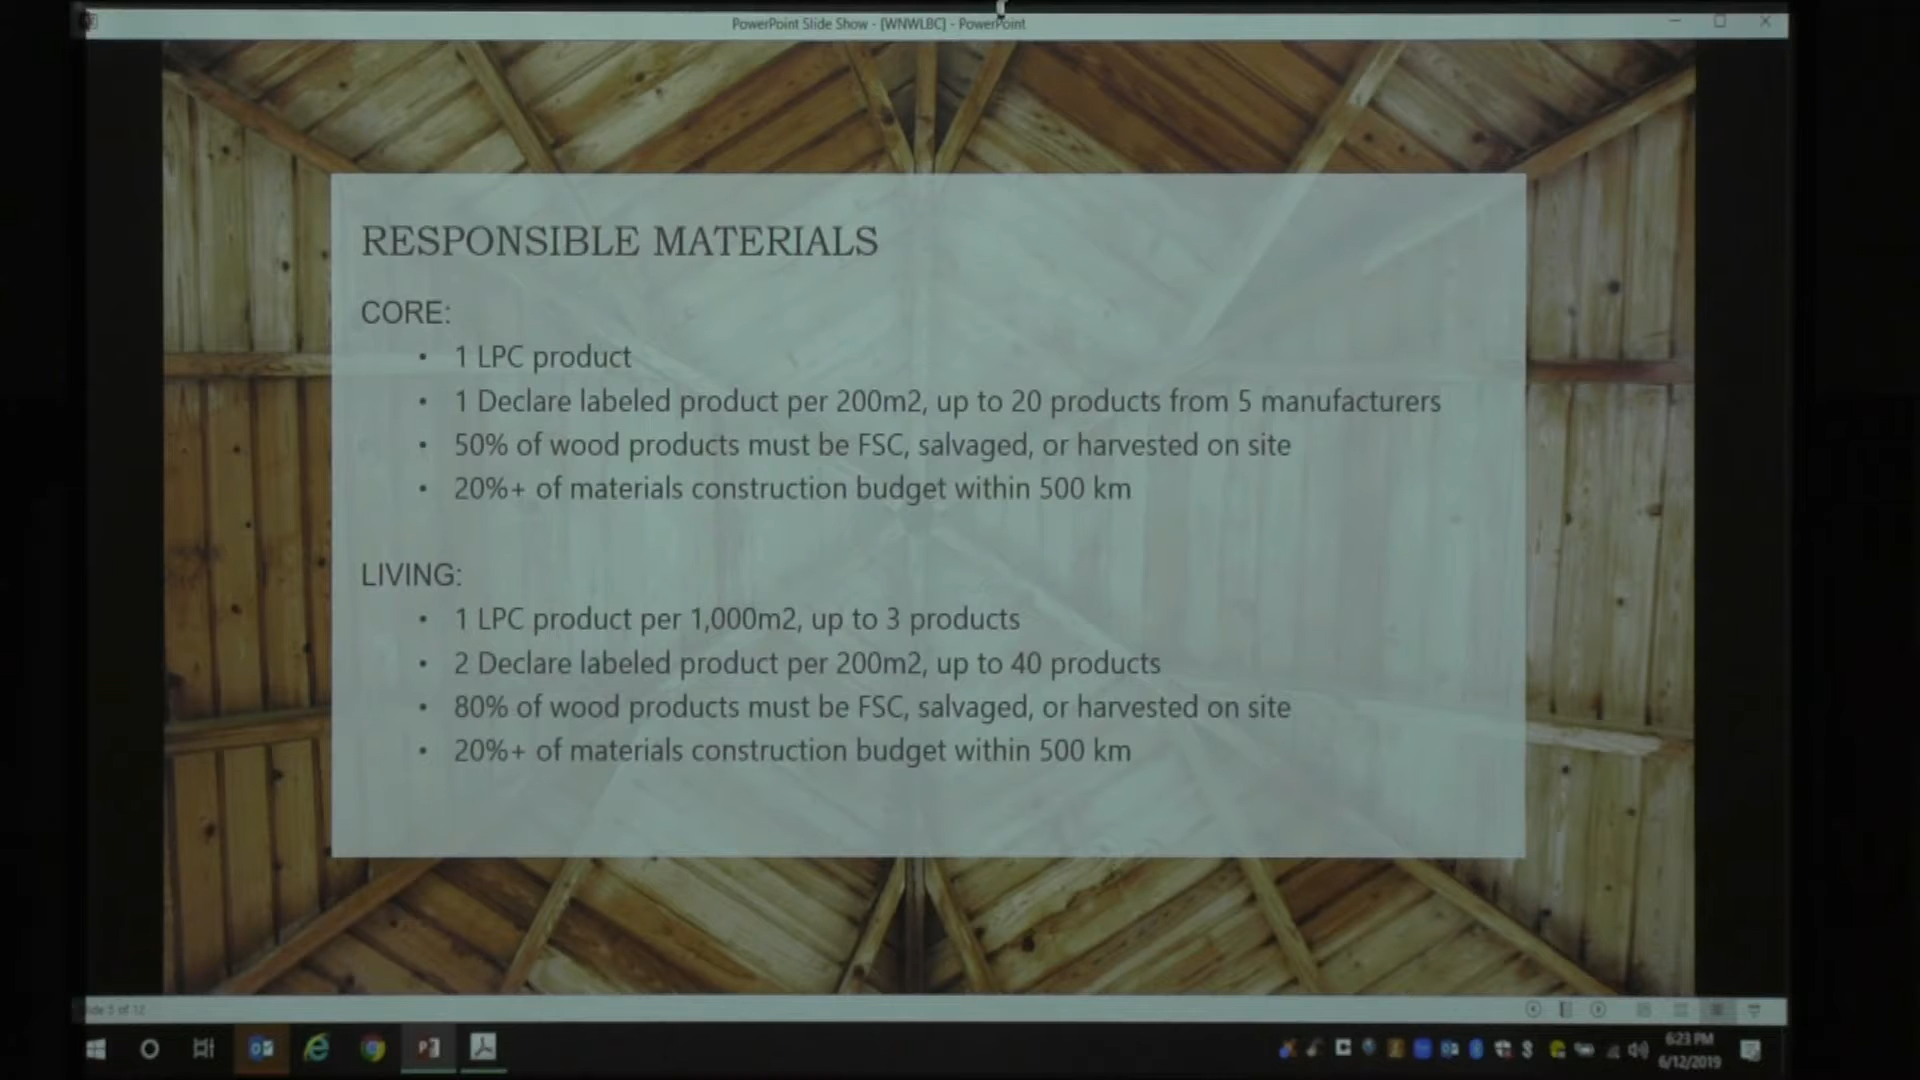 PowerPoint Slide Show - [WNWLBC] - PowerPoint
RESPONSIBLE MATERIALS
CORE:
• 1 LPC product
• 1 Declare labeled product per 200m2, up to 20 products from 5 manufacturers
• 50% of wood products must be FSC, salvaged, or harvested on site
• 20%+ of materials construction budget within 500 km
LIVING:
• 1 LPC product per 1,000m2, up to 3 products
• 2 Declare labeled product per 200m2, up to 40 products
• 80% of wood products must be FSC, salvaged, or harvested on site
• 20%+ of materials construction budget within 500 km
of 12
6:23 PM
6/12/2019